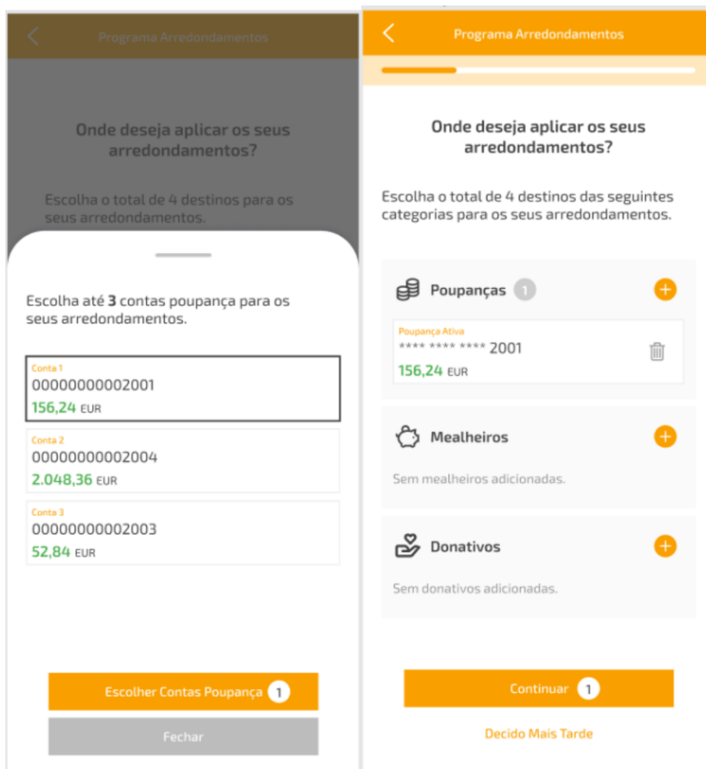 Programa Arredondamentos
Onde deseja aplicar os seus
arredondamentos?
Escolha o total de 4 destinos para os
seus arredondamentos.
Escolha até 3 contas poupança para os
seus arredondamentos.
Conta 1
00000000002001
156,24 EUR
Conta 2
00000000002004
2.048,36 EUR
Conta 3
00000000002003
52,84 EUR
Escolher Contas Poupança 1
Fechar
Programa Arredondamentos
Onde deseja aplicar os seus
arredondamentos?
Escolha o total de 4 destinos das seguintes
categorias para os seus arredondamentos.
Poupanças 1
Poupança Ativa
**** **** **** 2001
156,24 EUR
Mealheiros
Sem mealheiros adicionadas.
Donativos
Sem donativos adicionadas.
Continuar 1
Decido Mais Tarde